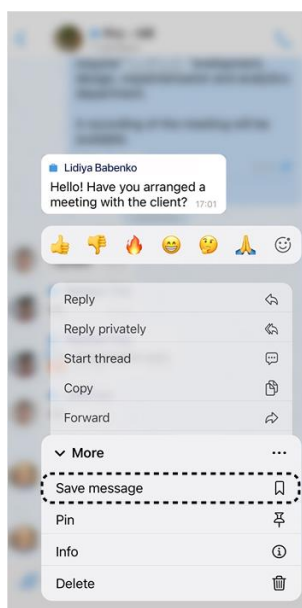 Lidiya Babenko
Hello! Have you arranged a
meeting with the client? 17:01
Reply
Reply privately
Start thread
Copy
Forward
More
Save message
Pin
Info
Delete